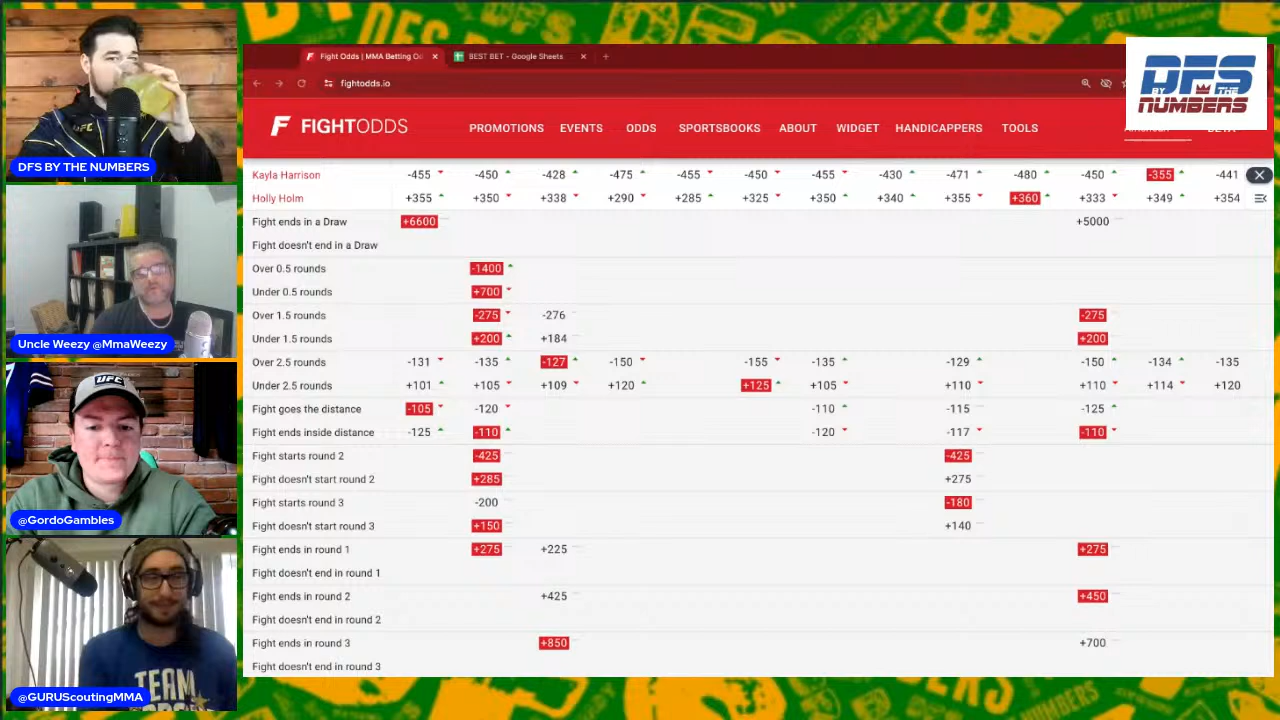 Fight Odds | MMA Betting Od
BEST BET - Google Sheets
fightodds.io
DFS
BY THE
NUMBERS
FIGHTODDS
PROMOTIONS EVENTS ODDS SPORTSBOOKS ABOUT WIDGET HANDICAPPERS TOOLS
Kayla Harrison -455 -450 -428 -475 -455 -450 -455 -430 -471 -480 -450 -355 -441
Holly Holm +355 +350 +338 +290 +285 +325 +350 +340 +355 +360 +333 +349 +354
Fight ends in a Draw +6600 +5000
Fight doesn't end in a Draw
Over 0.5 rounds -1400
Under 0.5 rounds +700
Over 1.5 rounds -275 -276 -275
Under 1.5 rounds +200 +184 +200
Over 2.5 rounds -131 -135 -127 -150 -155 -135 -129 -150 -134 -135
Under 2.5 rounds +101 +105 +109 +120 +125 +105 +110 +110 +114 +120
Fight goes the distance -105 -120 -110 -115 -125
Fight ends inside distance -125 -110 -120 -117 -110
Fight starts round 2 -425 -425
Fight doesn't start round 2 +285 +275
Fight starts round 3 -200 -180
Fight doesn't start round 3 +150 +140
Fight ends in round 1 +275 +225 +275
Fight doesn't end in round 1
Fight ends in round 2 +425 +450
Fight doesn't end in round 2
Fight ends in round 3 +850 +700
Fight doesn't end in round 3
UFC
DFS BY THE NUMBERS
Uncle Weezy @MmaWeezy
UFC
@GordoGambles
TEAM
@GURUScoutingMMA